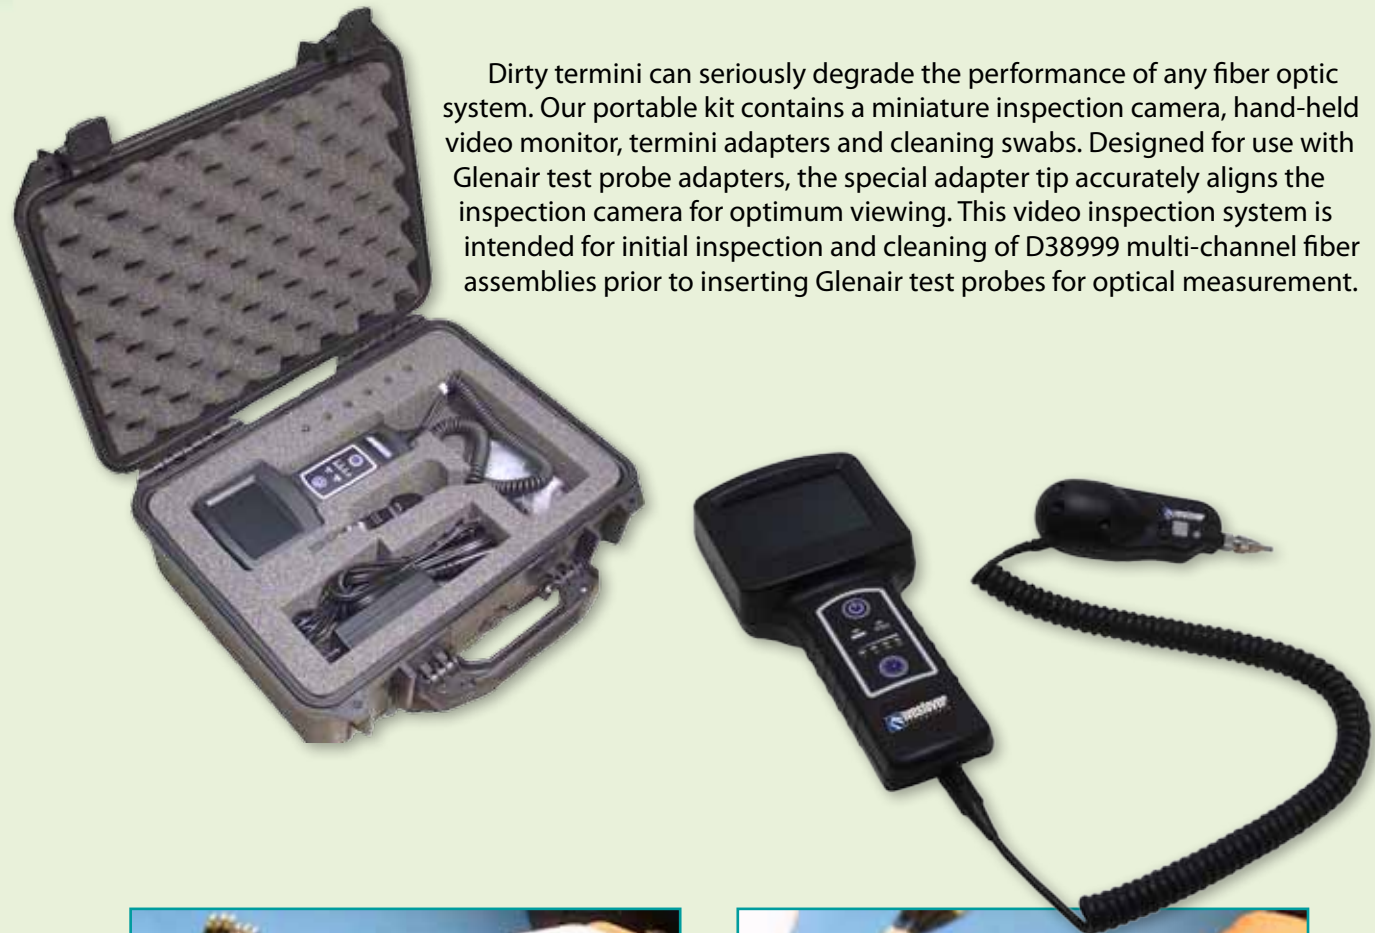 Dirty termini can seriously degrade the performance of any fiber optic
system. Our portable kit contains a miniature inspection camera, hand-held
video monitor, termini adapters and cleaning swabs. Designed for use with
Glenair test probe adapters, the special adapter tip accurately aligns the
inspection camera for optimum viewing. This video inspection system is
intended for initial inspection and cleaning of D38999 multi-channel fiber
assemblies prior to inserting Glenair test probes for optical measurement.
westover